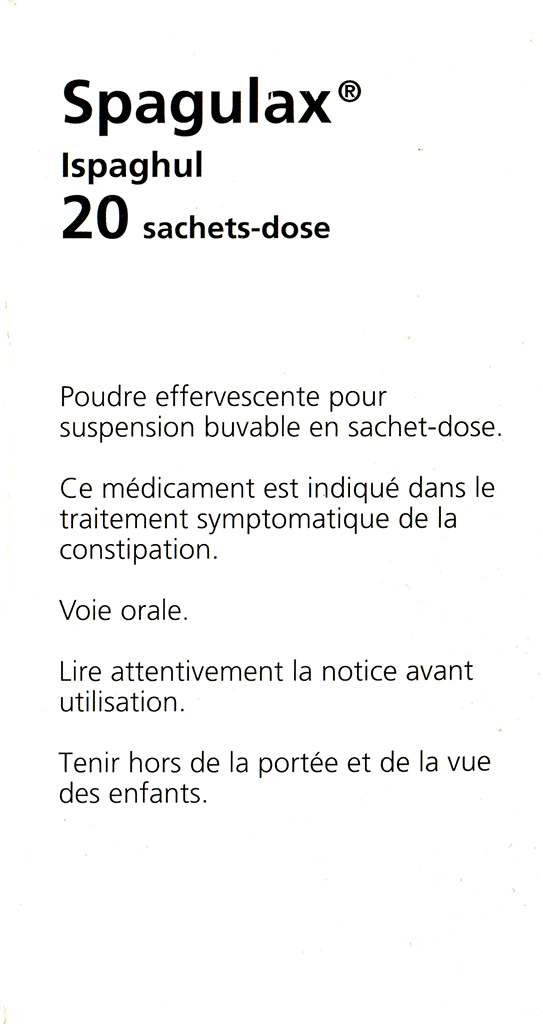 Spagulax®
Ispaghul
20 sachets-dose
Poudre effervescente pour
suspension buvable en sachet-dose.
Ce médicament est indiqué dans le
traitement symptomatique de la
constipation.
Voie orale.
Lire attentivement la notice avant
utilisation.
Tenir hors de la portée et de la vue
des enfants.